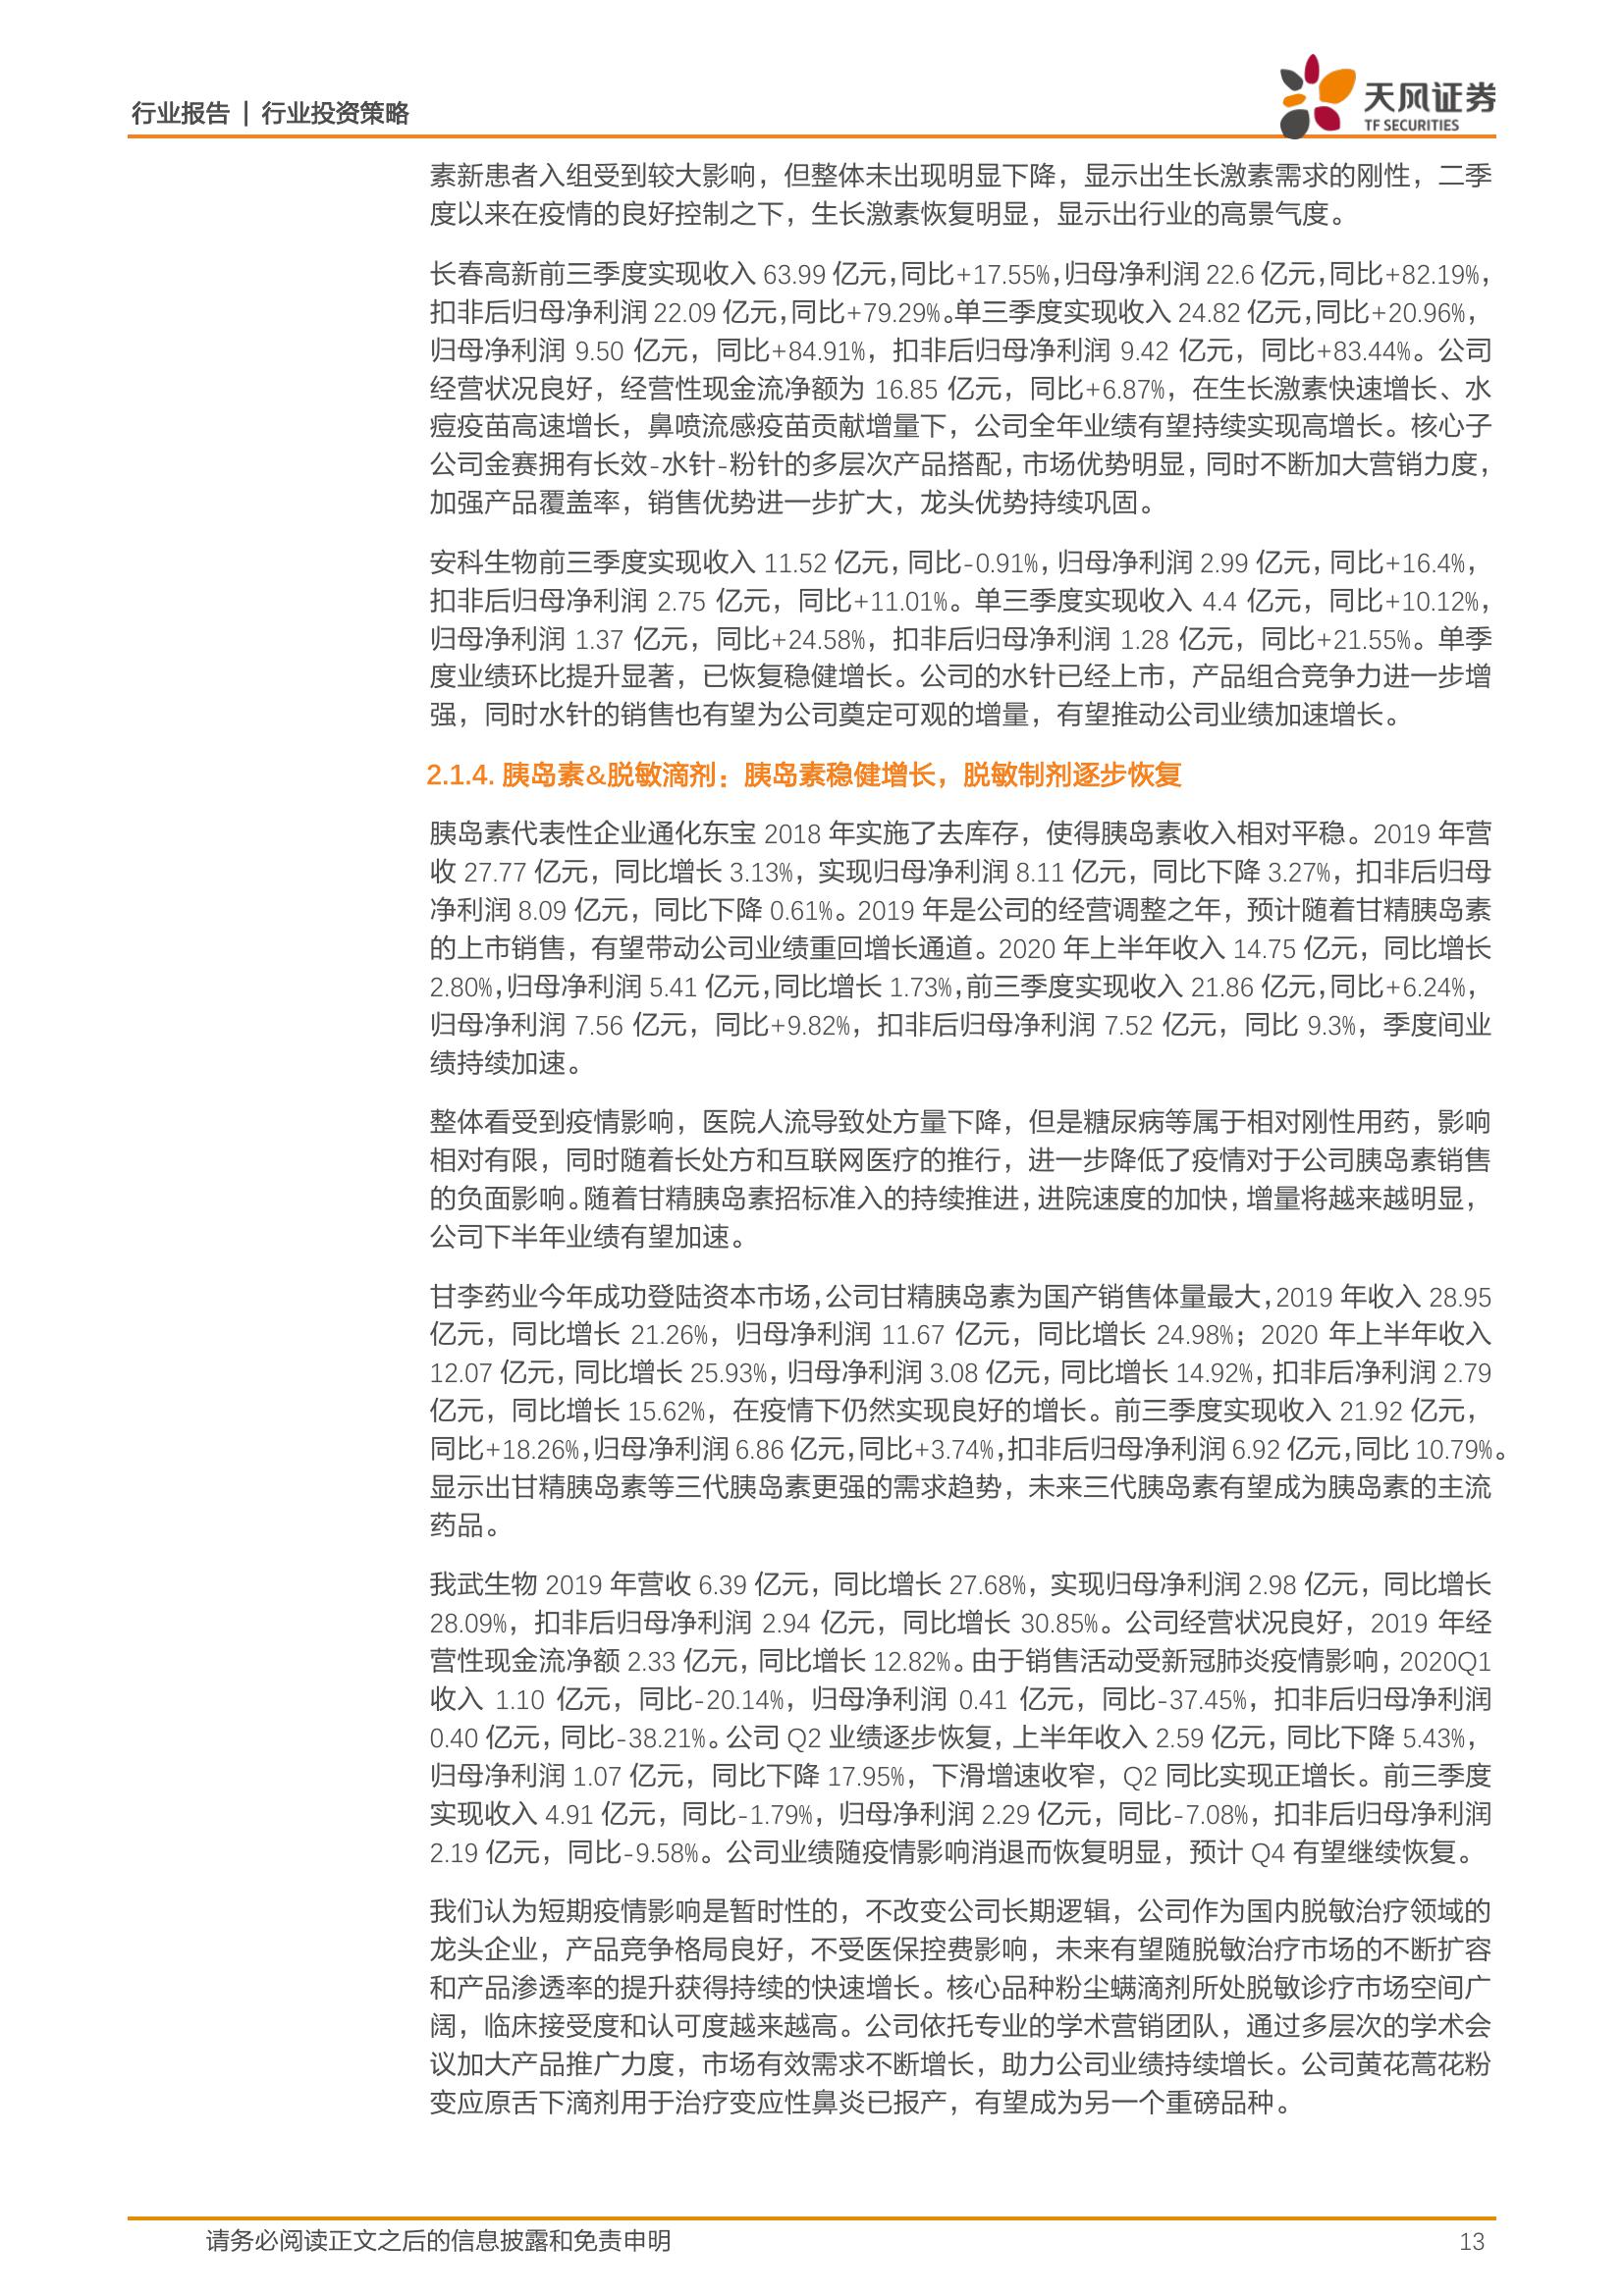 行业报告 | 行业投资策略
天风证券
TF SECURITIES
素新患者入组受到较大影响，但整体未出现明显下降，显示出生长激素需求的刚性，二季
度以来在疫情的良好控制之下，生长激素恢复明显，显示出行业的高景气度。
长春高新前三季度实现收入 63.99 亿元，同比+17.55%，归母净利润 22.6 亿元，同比+82.19%，
扣非后归母净利润 22.09 亿元，同比+79.29%。单三季度实现收入 24.82 亿元，同比+20.96%，
归母净利润 9.50 亿元，同比+84.91%，扣非后归母净利润 9.42 亿元，同比+83.44%。公司
经营状况良好，经营性现金流净额为 16.85 亿元，同比+6.87%，在生长激素快速增长、水
痘疫苗高速增长，鼻喷流感疫苗贡献增量下，公司全年业绩有望持续实现高增长。核心子
公司金赛拥有长效-水针-粉针的多层次产品搭配，市场优势明显，同时不断加大营销力度，
加强产品覆盖率，销售优势进一步扩大，龙头优势持续巩固。
安科生物前三季度实现收入 11.52 亿元，同比-0.91%，归母净利润 2.99 亿元，同比+16.4%，
扣非后归母净利润 2.75 亿元，同比+11.01%。单三季度实现收入 4.4 亿元，同比+10.12%，
归母净利润 1.37 亿元，同比+24.58%，扣非后归母净利润 1.28 亿元，同比+21.55%。单季
度业绩环比提升显著，已恢复稳健增长。公司的水针已经上市，产品组合竞争力进一步增
强，同时水针的销售也有望为公司奠定可观的增量，有望推动公司业绩加速增长。
2.1.4. 胰岛素&脱敏滴剂：胰岛素稳健增长，脱敏制剂逐步恢复
胰岛素代表性企业通化东宝 2018 年实施了去库存，使得胰岛素收入相对平稳。2019 年营
收 27.77 亿元，同比增长 3.13%，实现归母净利润 8.11 亿元，同比下降 3.27%，扣非后归母
净利润 8.09 亿元，同比下降 0.61%。2019 年是公司的经营调整之年，预计随着甘精胰岛素
的上市销售，有望带动公司业绩重回增长通道。2020 年上半年收入 14.75 亿元，同比增长
2.80%，归母净利润 5.41 亿元，同比增长 1.73%，前三季度实现收入 21.86 亿元，同比+6.24%，
归母净利润 7.56 亿元，同比+9.82%，扣非后归母净利润 7.52 亿元，同比 9.3%，季度间业
绩持续加速。
整体看受到疫情影响，医院人流导致处方量下降，但是糖尿病等属于相对刚性用药，影响
相对有限，同时随着长处方和互联网医疗的推行，进一步降低了疫情对于公司胰岛素销售
的负面影响。随着甘精胰岛素招标准入的持续推进，进院速度的加快，增量将越来越明显，
公司下半年业绩有望加速。
甘李药业今年成功登陆资本市场，公司甘精胰岛素为国产销售体量最大，2019 年收入 28.95
亿元，同比增长 21.26%，归母净利润 11.67 亿元，同比增长 24.98%；2020 年上半年收入
12.07 亿元，同比增长 25.93%，归母净利润 3.08 亿元，同比增长 14.92%，扣非后净利润 2.79
亿元，同比增长 15.62%，在疫情下仍然实现良好的增长。前三季度实现收入 21.92 亿元，
同比+18.26%，归母净利润 6.86 亿元，同比+3.74%，扣非后归母净利润 6.92 亿元，同比 10.79%。
显示出甘精胰岛素等三代胰岛素更强的需求趋势，未来三代胰岛素有望成为胰岛素的主流
药品。
我武生物 2019 年营收 6.39 亿元，同比增长 27.68%，实现归母净利润 2.98 亿元，同比增长
28.09%，扣非后归母净利润 2.94 亿元，同比增长 30.85%。公司经营状况良好，2019 年经
营性现金流净额 2.33 亿元，同比增长 12.82%。由于销售活动受新冠肺炎疫情影响，2020Q1
收入 1.10 亿元，同比-20.14%，归母净利润 0.41 亿元，同比-37.45%，扣非后归母净利润
0.40 亿元，同比-38.21%。公司 Q2 业绩逐步恢复，上半年收入 2.59 亿元，同比下降 5.43%，
归母净利润 1.07 亿元，同比下降 17.95%，下滑增速收窄，Q2 同比实现正增长。前三季度
实现收入 4.91 亿元，同比-1.79%，归母净利润 2.29 亿元，同比-7.08%，扣非后归母净利润
2.19 亿元，同比-9.58%。公司业绩随疫情影响消退而恢复明显，预计 Q4 有望继续恢复。
我们认为短期疫情影响是暂时性的，不改变公司长期逻辑，公司作为国内脱敏治疗领域的
龙头企业，产品竞争格局良好，不受医保控费影响，未来有望随脱敏治疗市场的不断扩容
和产品渗透率的提升获得持续的快速增长。核心品种粉尘螨滴剂所处脱敏诊疗市场空间广
阔，临床接受度和认可度越来越高。公司依托专业的学术营销团队，通过多层次的学术会
议加大产品推广力度，市场有效需求不断增长，助力公司业绩持续增长。公司黄花蒿花粉
变应原舌下滴剂用于治疗变应性鼻炎已报产，有望成为另一个重磅品种。
请务必阅读正文之后的信息披露和免责申明
13